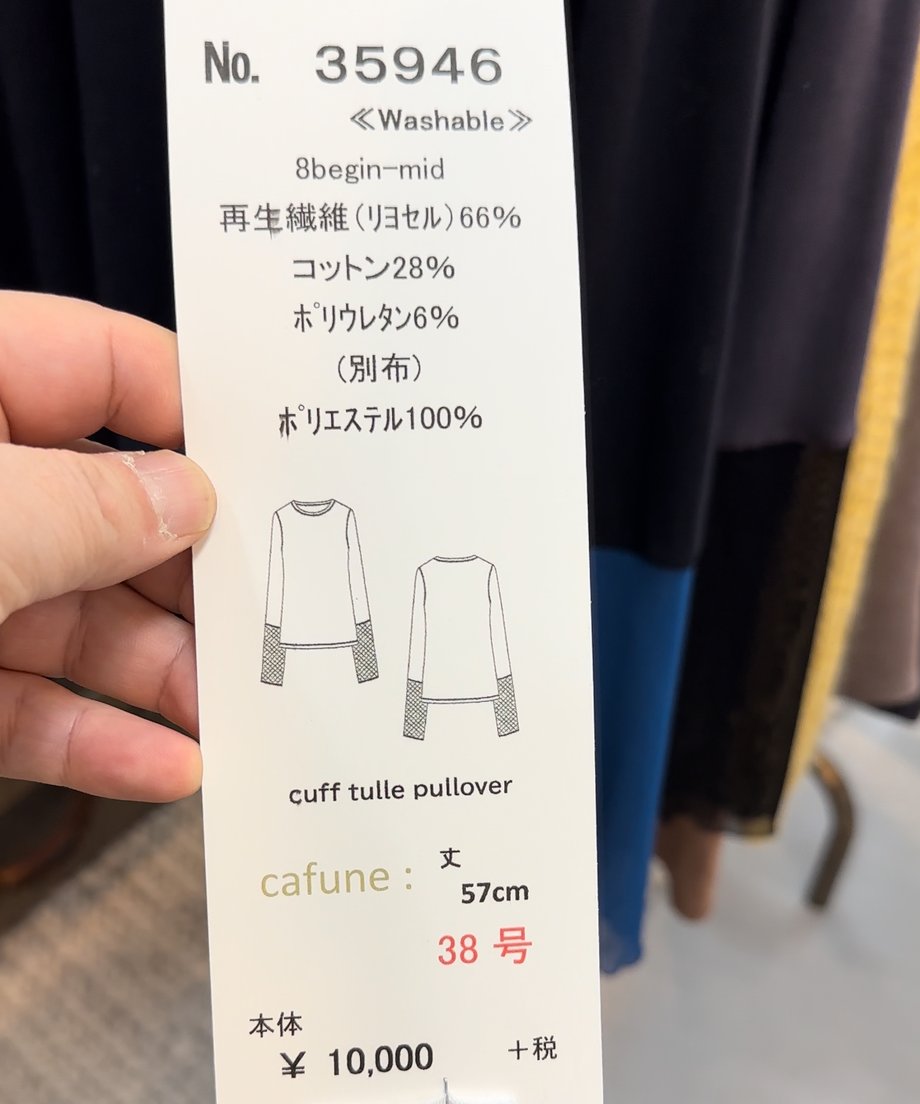 No. 35946
≪Washable≫
8begin-mid
再生繊維(リヨセル)66%
コットン28%
ポリウレタン6%
(別布)
ポリエステル100%
cuff tulle pullover
cafune : 丈
57cm
38 号
本体
¥ 10,000 +税